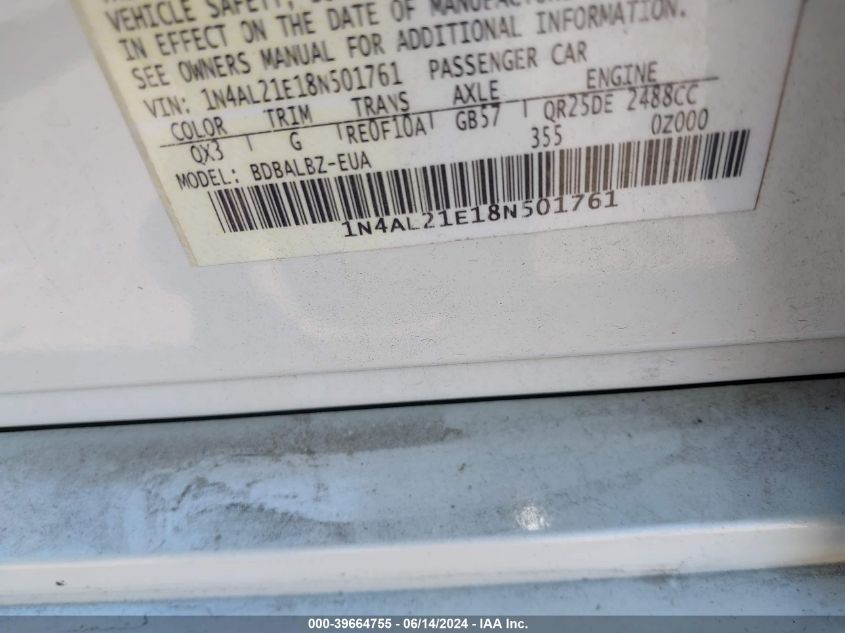 VEHICLE SAFETY,
IN EFFECT ON THE DATE OF MANUFACTURE
SEE OWNERS MANUAL FOR ADDITIONAL INFORMATION.
VIN: 1N4AL21E18N501761 PASSENGER CAR
COLOR TRIM TRANS AXLE ENGINE
QX3 G RE0F10A GB57 QR25DE 2488CC
MODEL: BDBALBZ-EUA 355 0Z000
1N4AL21E18N501761
000-39664755 - 06/14/2024 - IAA Inc.